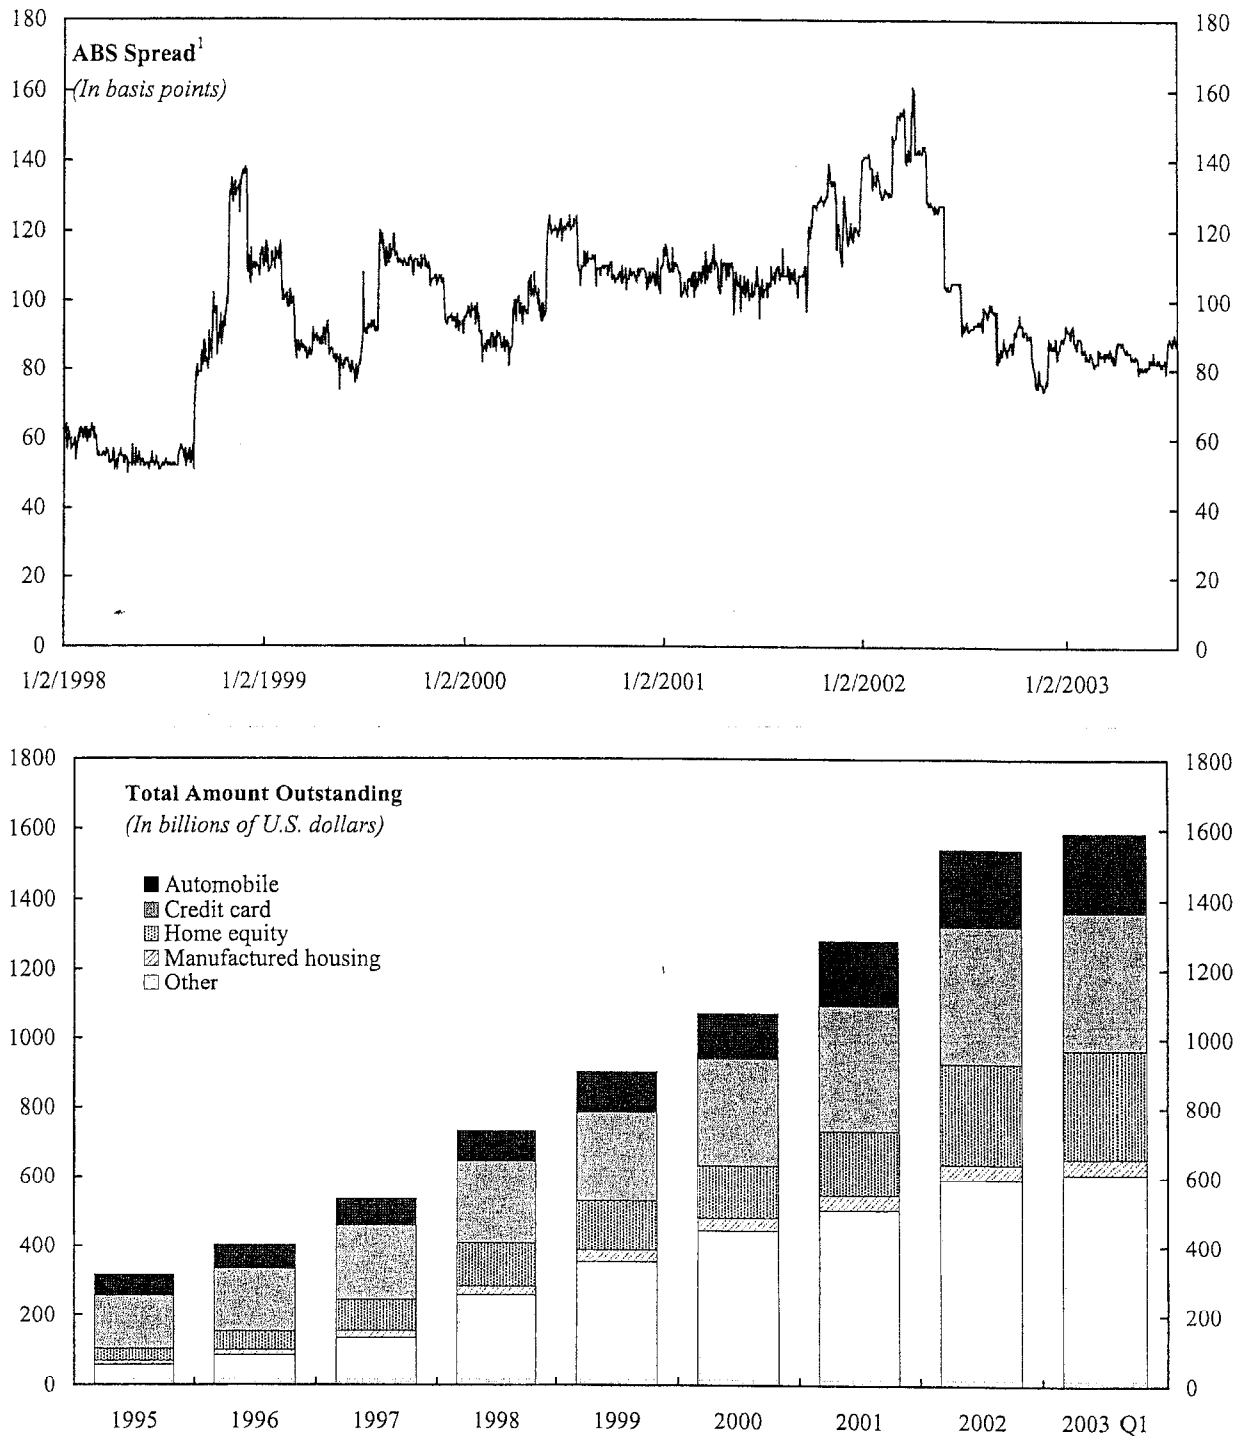 180 180
ABS Spread1
(In basis points)
160 160
140 140
120 120
100 100
80 80
60 60
40 40
20 20
0 0
1/2/1998 1/2/1999 1/2/2000 1/2/2001 1/2/2002 1/2/2003
1800 1800
Total Amount Outstanding
(In billions of U.S. dollars)
1600 1600
Automobile
1400 1400
Credit card
Home equity
Manufactured housing
1200 1200
Other
1000 1000
800 800
600 600
400 400
200 200
0 0
1995 1996 1997 1998 1999 2000 2001 2002 2003 Q1